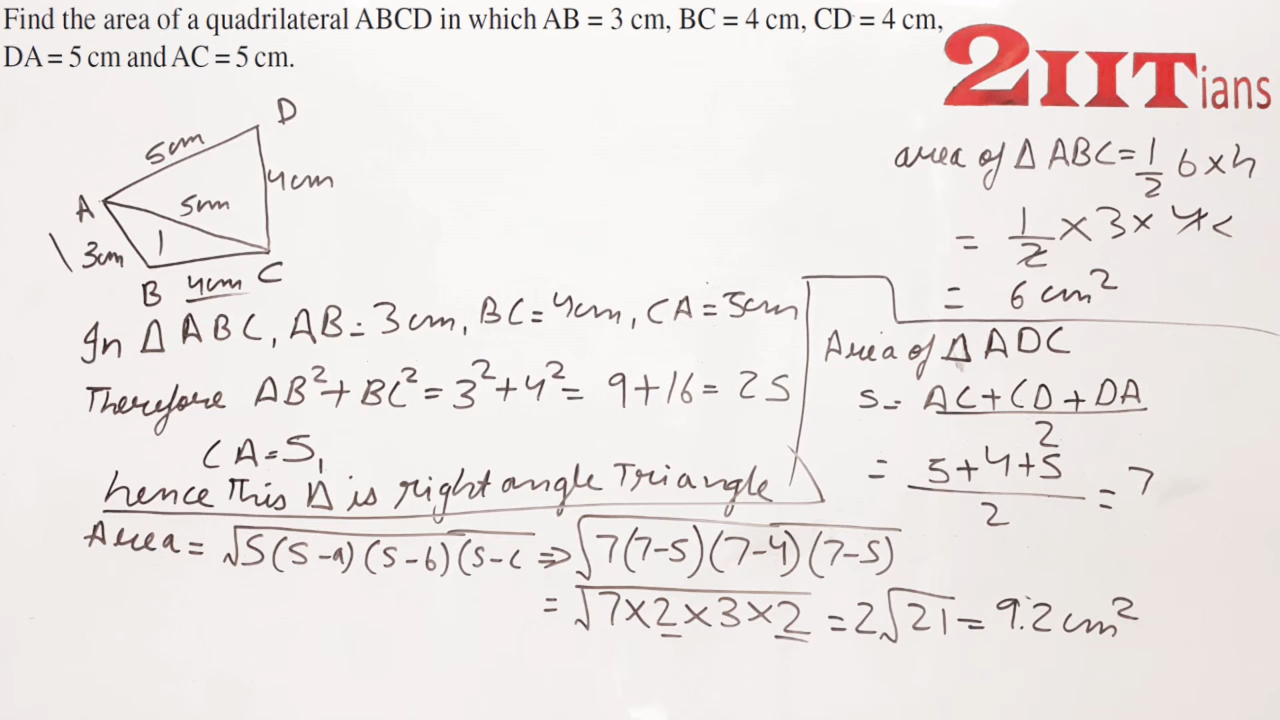 Find the area of a quadrilateral ABCD in which AB = 3 cm, BC = 4 cm, CD = 4 cm,
DA = 5 cm and AC = 5 cm.
2IITians
D
5cm
4cm
A
5cm
3cm
B
4cm
C
In Δ ABC, AB = 3cm, BC = 4cm, CA = 5cm
Therefore AB² + BC² = 3² + 4² = 9 + 16 = 25
CA = 5,
hence This Δ is right angle Triangle
area of Δ ABC = 1/2 b × h
= 1/2 × 3 × 4
= 6 cm²
Area of Δ ADC
S = AC + CD + DA / 2
= 5 + 4 + 5 / 2 = 7
Area = √S(S-a)(S-b)(S-c ⇒ √7(7-5)(7-4)(7-5)
= √7×2×3×2 = 2√21 = 9.2 cm²